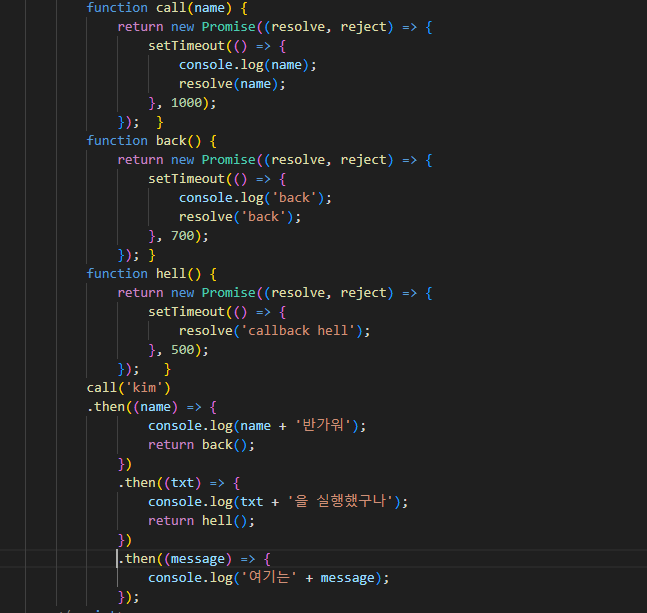 function call(name) {
return new Promise((resolve, reject) => {
setTimeout(() => {
console.log(name);
resolve(name);
}, 1000);
});  }
function back() {
return new Promise((resolve, reject) => {
setTimeout(() => {
console.log('back');
resolve('back');
}, 700);
}); }
function hell() {
return new Promise((resolve, reject) => {
setTimeout(() => {
resolve('callback hell');
}, 500);
});   }
call('kim')
.then((name) => {
console.log(name + '반가워');
return back();
})
.then((txt) => {
console.log(txt + '을 실행했구나');
return hell();
})
.then((message) => {
console.log('여기는' + message);
});